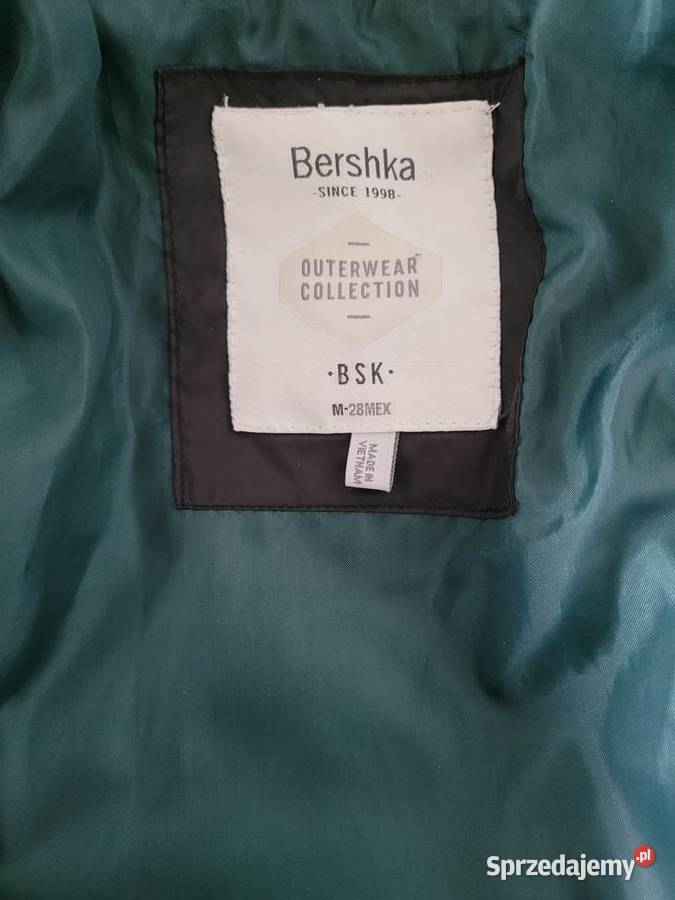 Bershka
-SINCE 1998-
OUTERWEAR
COLLECTION
·BSK·
M-28MEX
MADE IN
VIETNAM
Sprzedajemy.pl